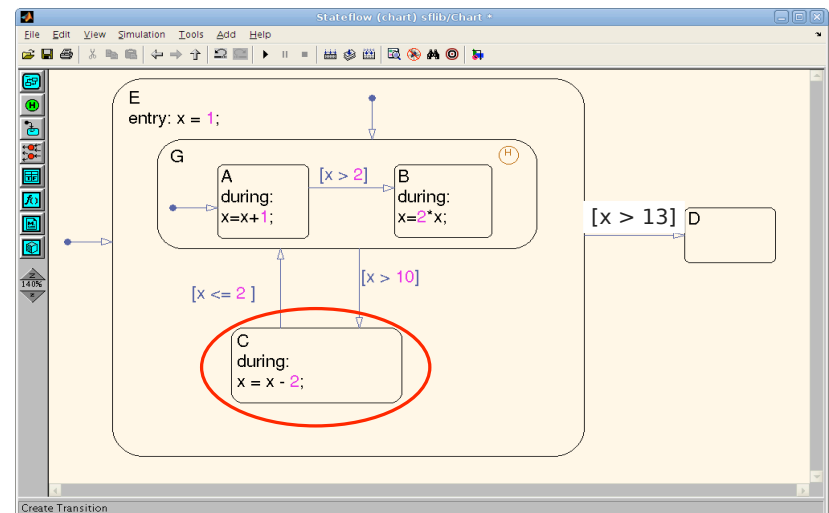 Stateflow (chart) sflib/Chart *
File Edit View Simulation Tools Add Help
E
entry: x = 1;
G
H
A
during:
x=x+1;
[x > 2]
B
during:
x=2*x;
[x > 13]
D
[x <= 2 ]
[x > 10]
C
during:
x = x - 2;
H
f()
Z
140%
Z
Create Transition